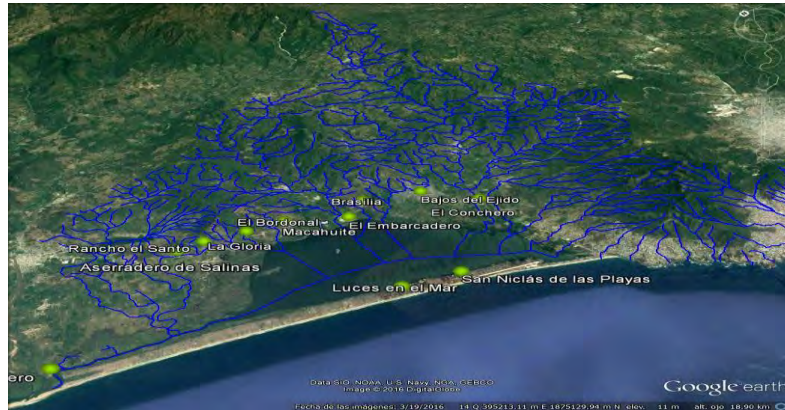 Brasilia
Bajos del Ejido
El Conchero
El Bordonal
Macahuite
El Embarcadero
Rancho el Santo
La Gloria
Aserradero de Salinas
San Niclás de las Playas
Luces en el Mar
ero
Data SIO, NOAA, U.S. Navy, NGA, GEBCO
Image © 2016 DigitalGlobe
Google earth
Fecha de las imágenes: 3/19/2016 14 Q 395213.11 m E 1875129.94 m N elev. 11 m alt. ojo 18.90 km